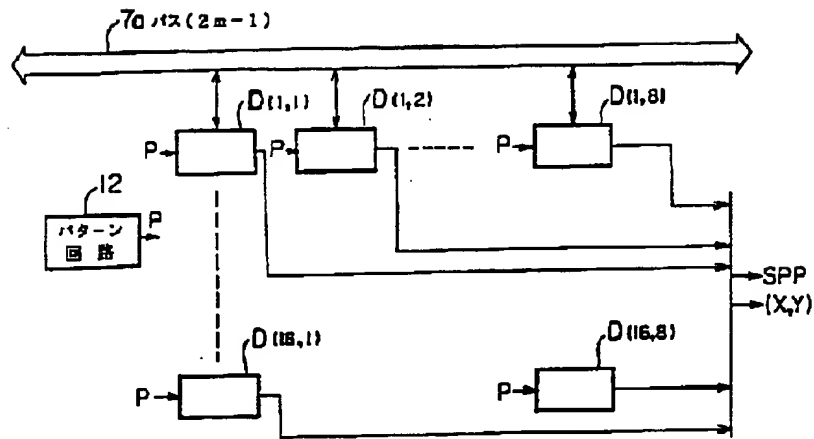 7a バス(2m-1)
D(1,1)
D(1,2)
D(1,8)
P
P
P
12
パターン
回路
P
SPP
(X,Y)
D(16,1)
D(16,8)
P
P